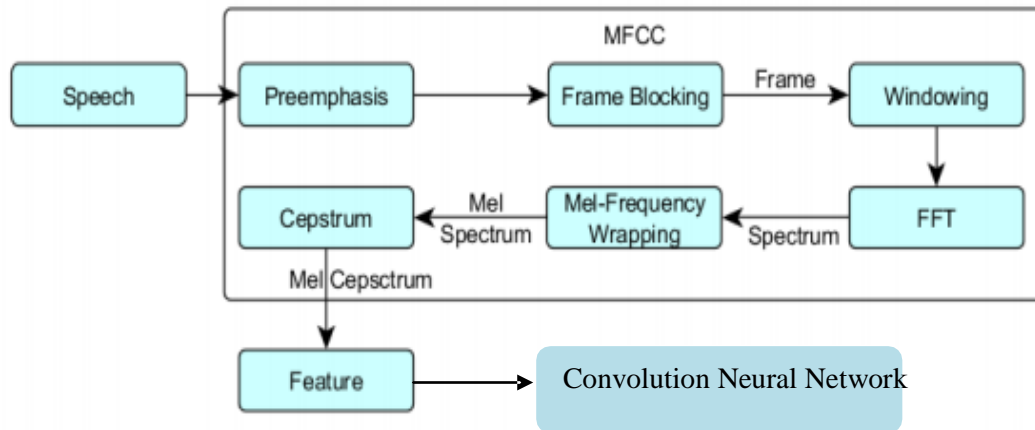 MFCC
Speech
Preemphasis
Frame Blocking
Frame
Windowing
Cepstrum
Mel
Spectrum
Mel-Frequency
Wrapping
Spectrum
FFT
Mel Cepsctrum
Feature
Convolution Neural Network